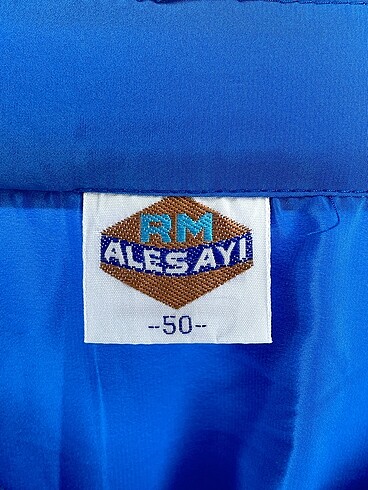 RM
ALESAYI
--50--